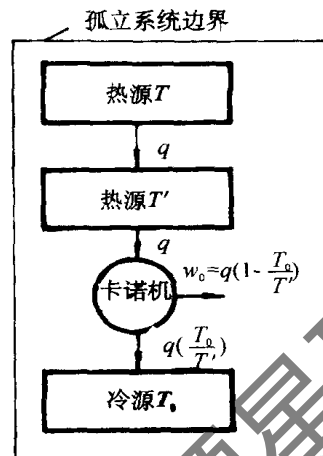 孤立系统边界
热源T
q
热源T′
q
卡诺机
w₀=q(1-T₀/T′)
q(T₀/T′)
冷源T₀